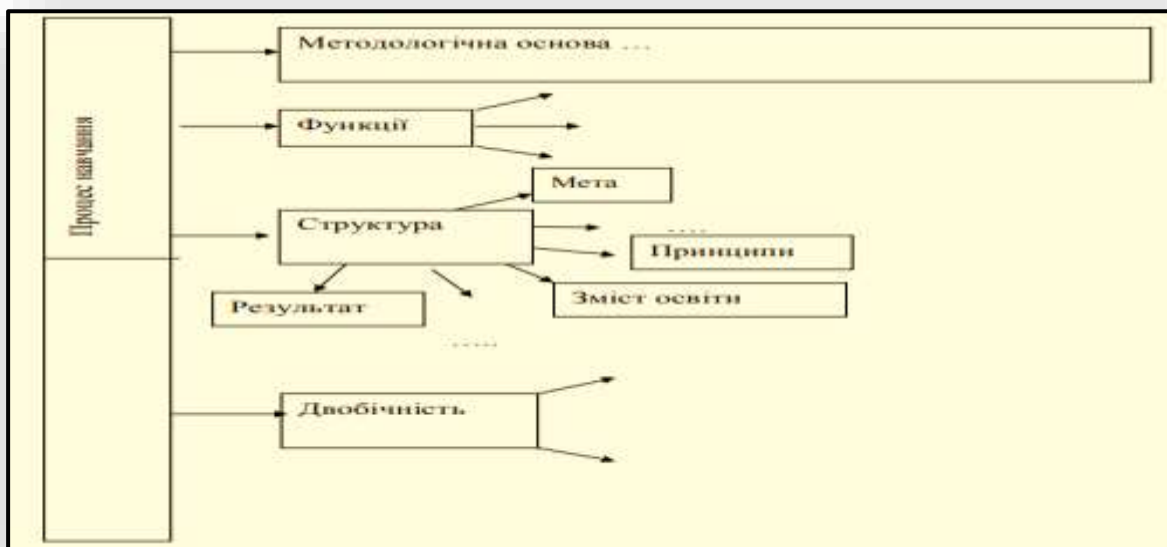 Процес навчання
Методологічна основа …
Функції
Мета
Структура
....
Принципи
Зміст освіти
Результат
.....
Двобічність